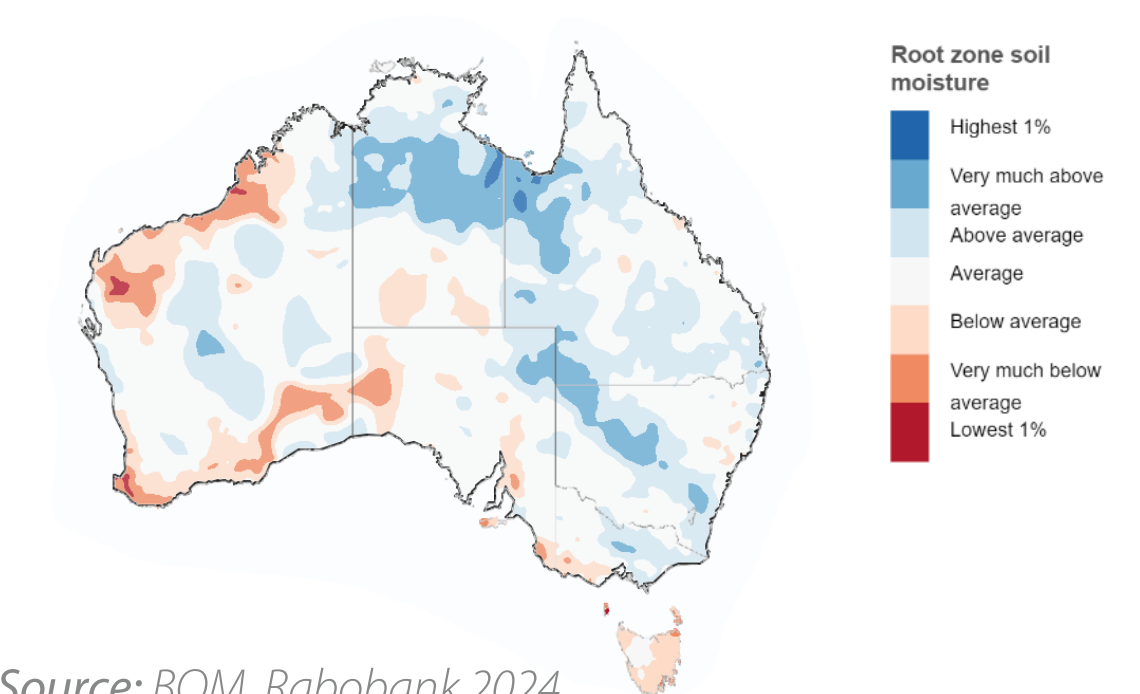 Root zone soil
moisture
Highest 1%
Very much above
average
Above average
Average
Below average
Very much below
average
Lowest 1%
Source: BOM, Rabobank 2024